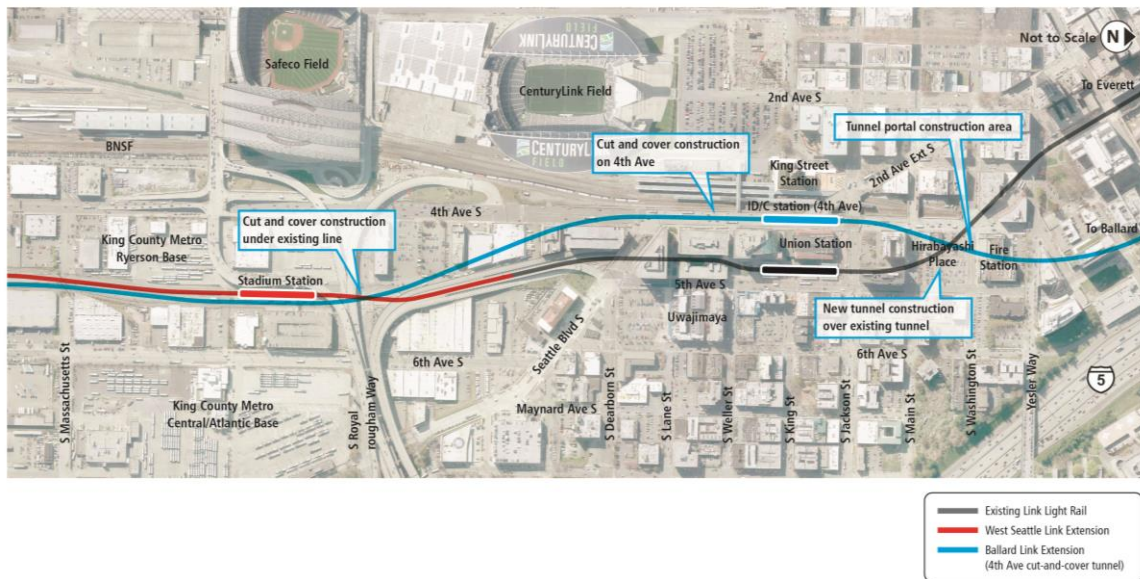 Not to Scale N
Safeco Field
CENTURYLINK
CenturyLink Field
To Everett
2nd Ave S
Tunnel portal construction area
BNSF
CENTURYLINK
FIELD
Cut and cover construction
on 4th Ave
King Street
Station
2nd Ave Ext S
4th Ave S
ID/C station (4th Ave)
Cut and cover construction
under existing line
King County Metro
Ryerson Base
Union Station
Hirabayashi
Place
Fire
Station
To Ballard
Stadium Station
5th Ave S
Uwajimaya
New tunnel construction
over existing tunnel
Seattle Blvd S
6th Ave S
6th Ave S
King County Metro
Central/Atlantic Base
Maynard Ave S
S Massachusetts St
S Royal
rougham Way
S Dearborn St
S Lane St
S Weller St
S King St
S Jackson St
S Main St
S Washington St
Yesler Way
5
Existing Link Light Rail
West Seattle Link Extension
Ballard Link Extension
(4th Ave cut-and-cover tunnel)